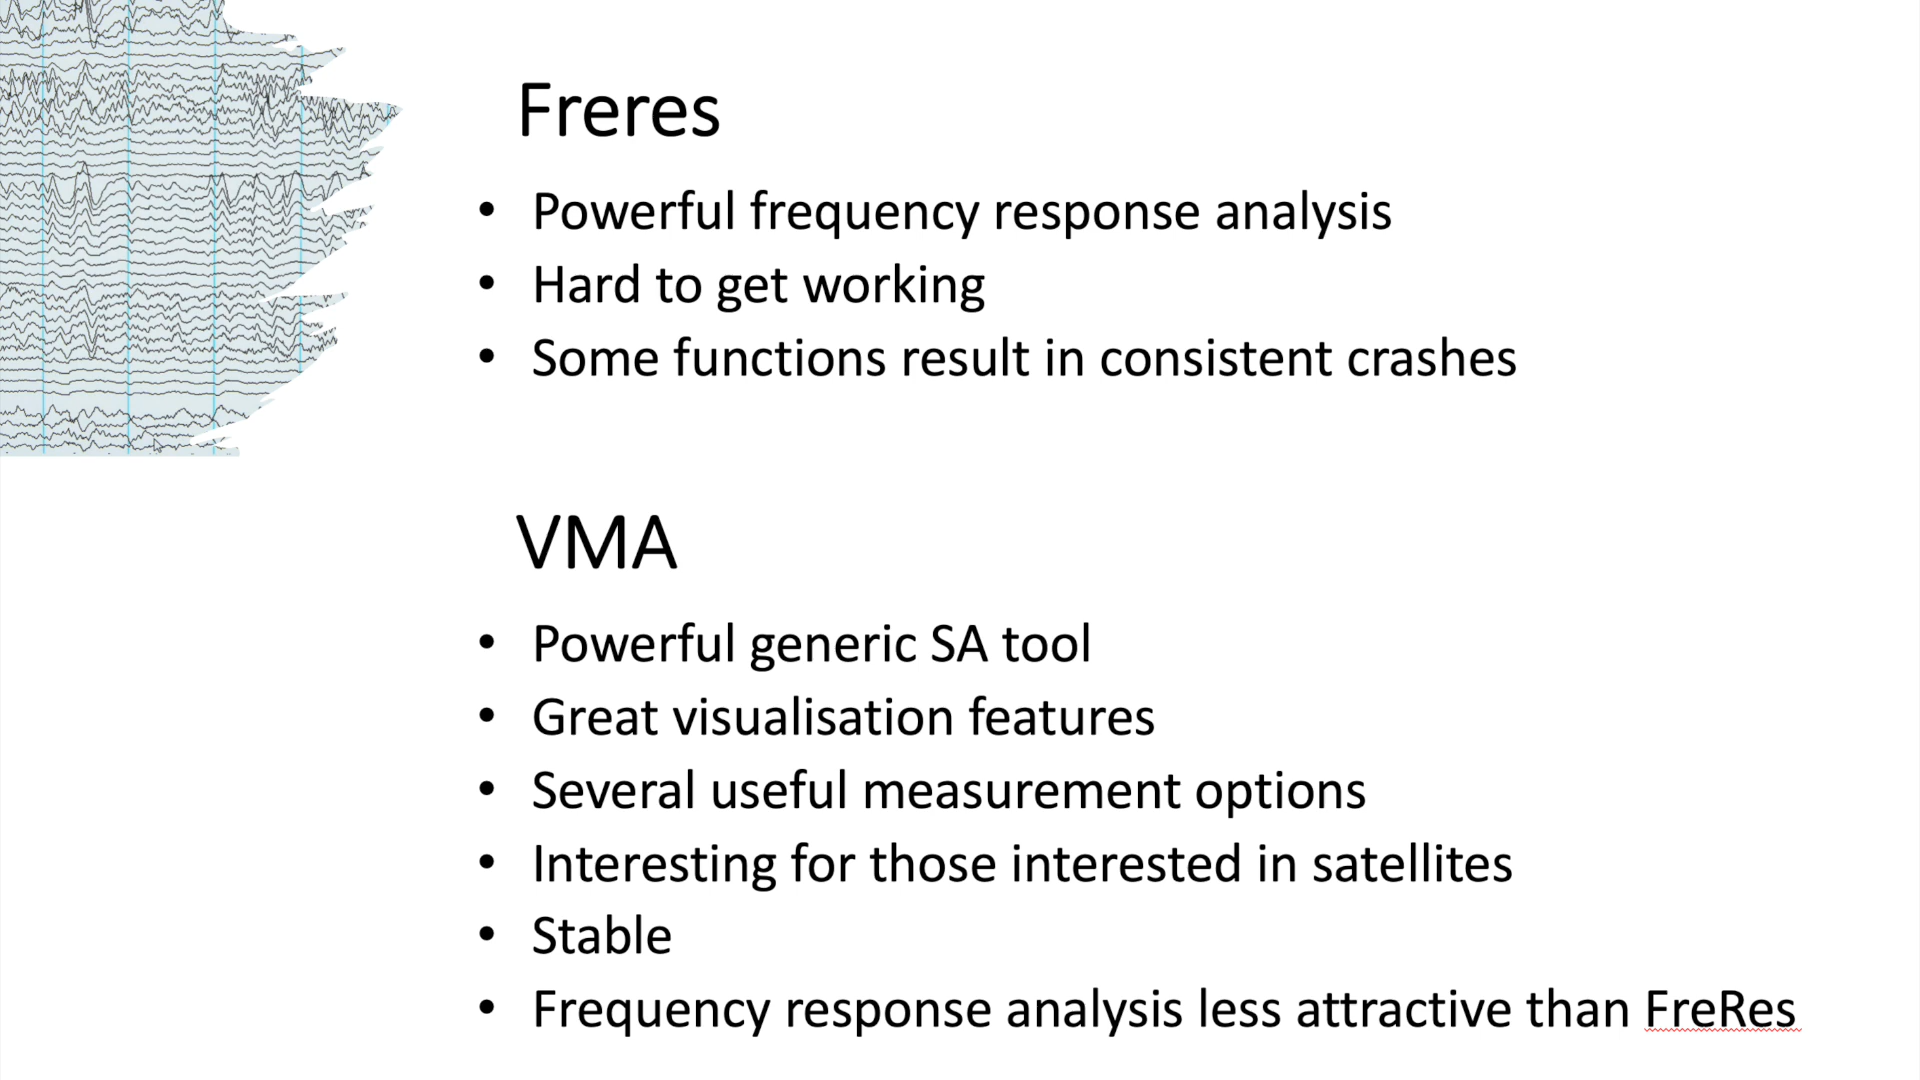 Freres
• Powerful frequency response analysis
• Hard to get working
• Some functions result in consistent crashes
VMA
• Powerful generic SA tool
• Great visualisation features
• Several useful measurement options
• Interesting for those interested in satellites
• Stable
• Frequency response analysis less attractive than FreRes